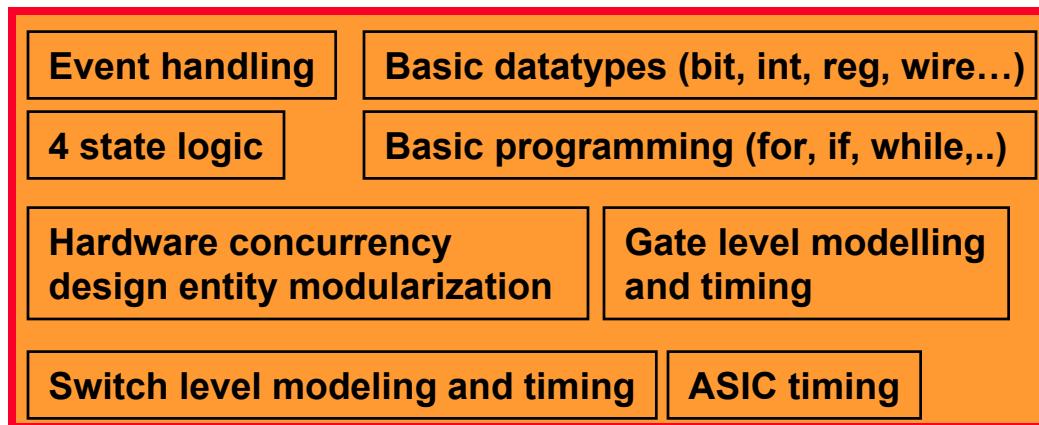 Event handling
Basic datatypes (bit, int, reg, wire…)
4 state logic
Basic programming (for, if, while,..)
Hardware concurrency
design entity modularization
Gate level modelling
and timing
Switch level modeling and timing
ASIC timing